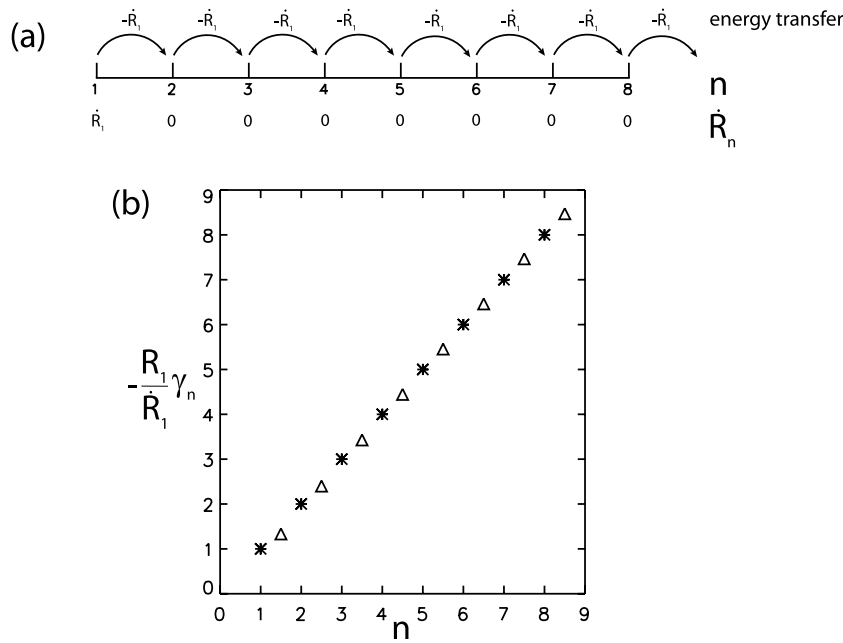 (a)
-Ṙ₁ -Ṙ₁ -Ṙ₁ -Ṙ₁ -Ṙ₁ -Ṙ₁ -Ṙ₁ -Ṙ₁ energy transfer
1 2 3 4 5 6 7 8 n
Ṙ₁ 0 0 0 0 0 0 0 Ṙₙ
(b)
9
8
7
6
5
4
3
2
1
0
-R₁/Ṙ₁ γₙ
0 1 2 3 4 5 6 7 8 9
n